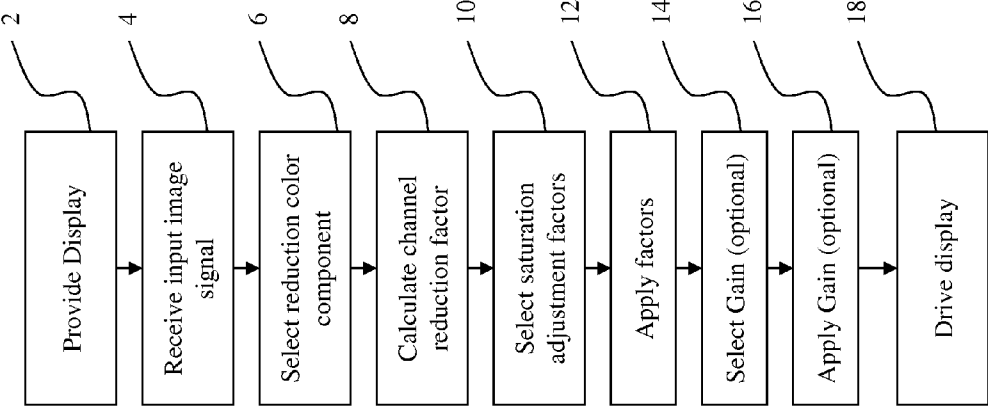 Provide Display
2
Receive input image
signal
4
Select reduction color
component
6
Calculate channel
reduction factor
8
Select saturation
adjustment factors
10
Apply factors
12
Select Gain (optional)
14
Apply Gain (optional)
16
Drive display
18